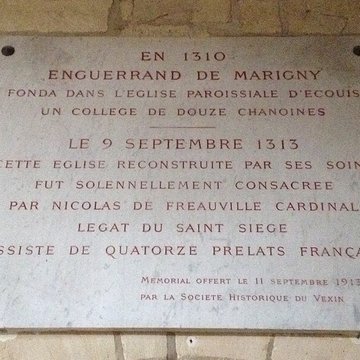 EN 1310
ENGUERRAND DE MARIGNY
FONDA DANS L'EGLISE PAROISSIALE D'ECOUIS
UN COLLEGE DE DOUZE CHANOINES
LE 9 SEPTEMBRE 1313
CETTE EGLISE RECONSTRUITE PAR SES SOIN
FUT SOLENNELLEMENT CONSACREE
PAR NICOLAS DE FREAUVILLE CARDINAL
LEGAT DU SAINT SIEGE
SSISTE DE QUATORZE PRELATS FRANÇA
MEMORIAL OFFERT LE 11 SEPTEMBRE 1913
PAR LA SOCIETE HISTORIQUE DU VEXIN